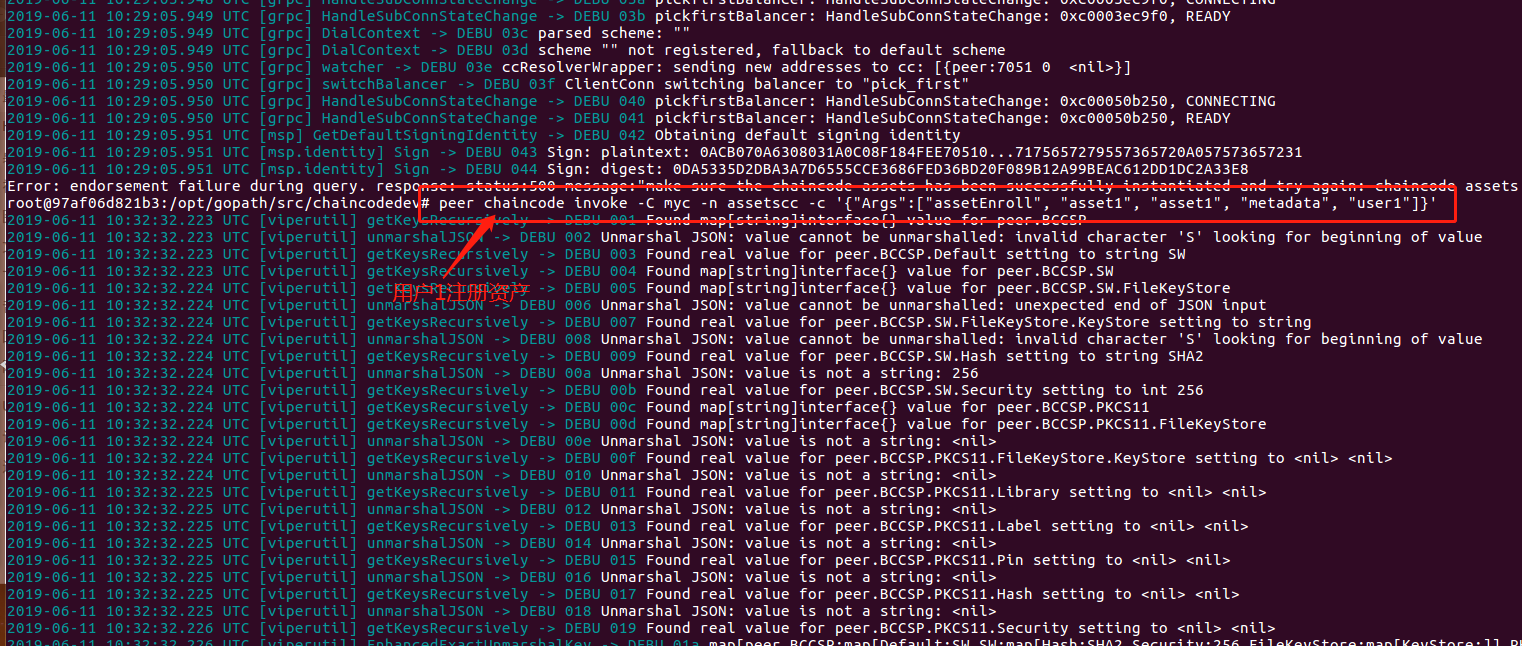 2019-06-11 10:29:05.949 UTC [grpc] HandleSubConnStateChange -> DEBU 03b pickfirstBalancer: HandleSubConnStateChange: 0xc0003ec9f0, READY
2019-06-11 10:29:05.949 UTC [grpc] DialContext -> DEBU 03c parsed scheme: ""
2019-06-11 10:29:05.949 UTC [grpc] DialContext -> DEBU 03d scheme "" not registered, fallback to default scheme
2019-06-11 10:29:05.950 UTC [grpc] watcher -> DEBU 03e ccResolverWrapper: sending new addresses to cc: [{peer:7051 0  <nil>}]
2019-06-11 10:29:05.950 UTC [grpc] switchBalancer -> DEBU 03f ClientConn switching balancer to "pick_first"
2019-06-11 10:29:05.950 UTC [grpc] HandleSubConnStateChange -> DEBU 040 pickfirstBalancer: HandleSubConnStateChange: 0xc00050b250, CONNECTING
2019-06-11 10:29:05.950 UTC [grpc] HandleSubConnStateChange -> DEBU 041 pickfirstBalancer: HandleSubConnStateChange: 0xc00050b250, READY
2019-06-11 10:29:05.951 UTC [msp] GetDefaultSigningIdentity -> DEBU 042 Obtaining default signing identity
2019-06-11 10:29:05.951 UTC [msp.identity] Sign -> DEBU 043 Sign: plaintext: 0ACB070A6308031A0C08F184FEE70510...7175657279557365720A057573657231
2019-06-11 10:29:05.951 UTC [msp.identity] Sign -> DEBU 044 Sign: digest: 0DA5335D2DBA3A7D6555CCE3686FED36BD20F089B12A99BEAC611DD1DC2A33E8
Error: endorsement failure during query. response: status:500 message:"make sure the chaincode assets has been successfully instantiated and try again: chaincode assets
root@97af06d821b3:/opt/gopath/src/chaincodedev# peer chaincode invoke -C myc -n assetscc -c '{"Args":["assetEnroll", "asset1", "asset1", "metadata", "user1"]}'
2019-06-11 10:32:32.223 UTC [viperutil] getKeysRecursively -> DEBU 001 Found map[string]interface{} value for peer.BCCSP
2019-06-11 10:32:32.223 UTC [viperutil] unmarshalJSON -> DEBU 002 Unmarshal JSON: value cannot be unmarshalled: invalid character 'S' looking for beginning of value
2019-06-11 10:32:32.223 UTC [viperutil] getKeysRecursively -> DEBU 003 Found real value for peer.BCCSP.Default setting to string SW
2019-06-11 10:32:32.223 UTC [viperutil] getKeysRecursively -> DEBU 004 Found map[string]interface{} value for peer.BCCSP.SW
2019-06-11 10:32:32.223 UTC [viperutil] getKeysRecursively -> DEBU 005 Found map[string]interface{} value for peer.BCCSP.SW.FileKeyStore
用户1注册资产
2019-06-11 10:32:32.224 UTC [viperutil] unmarshalJSON -> DEBU 006 Unmarshal JSON: value cannot be unmarshalled: unexpected end of JSON input
2019-06-11 10:32:32.224 UTC [viperutil] getKeysRecursively -> DEBU 007 Found real value for peer.BCCSP.SW.FileKeyStore.KeyStore setting to string
2019-06-11 10:32:32.224 UTC [viperutil] unmarshalJSON -> DEBU 008 Unmarshal JSON: value cannot be unmarshalled: invalid character 'S' looking for beginning of value
2019-06-11 10:32:32.224 UTC [viperutil] getKeysRecursively -> DEBU 009 Found real value for peer.BCCSP.SW.Hash setting to string SHA2
2019-06-11 10:32:32.224 UTC [viperutil] unmarshalJSON -> DEBU 00a Unmarshal JSON: value is not a string: 256
2019-06-11 10:32:32.224 UTC [viperutil] getKeysRecursively -> DEBU 00b Found real value for peer.BCCSP.SW.Security setting to int 256
2019-06-11 10:32:32.224 UTC [viperutil] getKeysRecursively -> DEBU 00c Found map[string]interface{} value for peer.BCCSP.PKCS11
2019-06-11 10:32:32.224 UTC [viperutil] getKeysRecursively -> DEBU 00d Found map[string]interface{} value for peer.BCCSP.PKCS11.FileKeyStore
2019-06-11 10:32:32.224 UTC [viperutil] unmarshalJSON -> DEBU 00e Unmarshal JSON: value is not a string: <nil>
2019-06-11 10:32:32.224 UTC [viperutil] getKeysRecursively -> DEBU 00f Found real value for peer.BCCSP.PKCS11.FileKeyStore.KeyStore setting to <nil> <nil>
2019-06-11 10:32:32.224 UTC [viperutil] unmarshalJSON -> DEBU 010 Unmarshal JSON: value is not a string: <nil>
2019-06-11 10:32:32.225 UTC [viperutil] getKeysRecursively -> DEBU 011 Found real value for peer.BCCSP.PKCS11.Library setting to <nil> <nil>
2019-06-11 10:32:32.225 UTC [viperutil] unmarshalJSON -> DEBU 012 Unmarshal JSON: value is not a string: <nil>
2019-06-11 10:32:32.225 UTC [viperutil] getKeysRecursively -> DEBU 013 Found real value for peer.BCCSP.PKCS11.Label setting to <nil> <nil>
2019-06-11 10:32:32.225 UTC [viperutil] unmarshalJSON -> DEBU 014 Unmarshal JSON: value is not a string: <nil>
2019-06-11 10:32:32.225 UTC [viperutil] getKeysRecursively -> DEBU 015 Found real value for peer.BCCSP.PKCS11.Pin setting to <nil> <nil>
2019-06-11 10:32:32.225 UTC [viperutil] unmarshalJSON -> DEBU 016 Unmarshal JSON: value is not a string: <nil>
2019-06-11 10:32:32.225 UTC [viperutil] getKeysRecursively -> DEBU 017 Found real value for peer.BCCSP.PKCS11.Hash setting to <nil> <nil>
2019-06-11 10:32:32.225 UTC [viperutil] unmarshalJSON -> DEBU 018 Unmarshal JSON: value is not a string: <nil>
2019-06-11 10:32:32.226 UTC [viperutil] getKeysRecursively -> DEBU 019 Found real value for peer.BCCSP.PKCS11.Security setting to <nil> <nil>